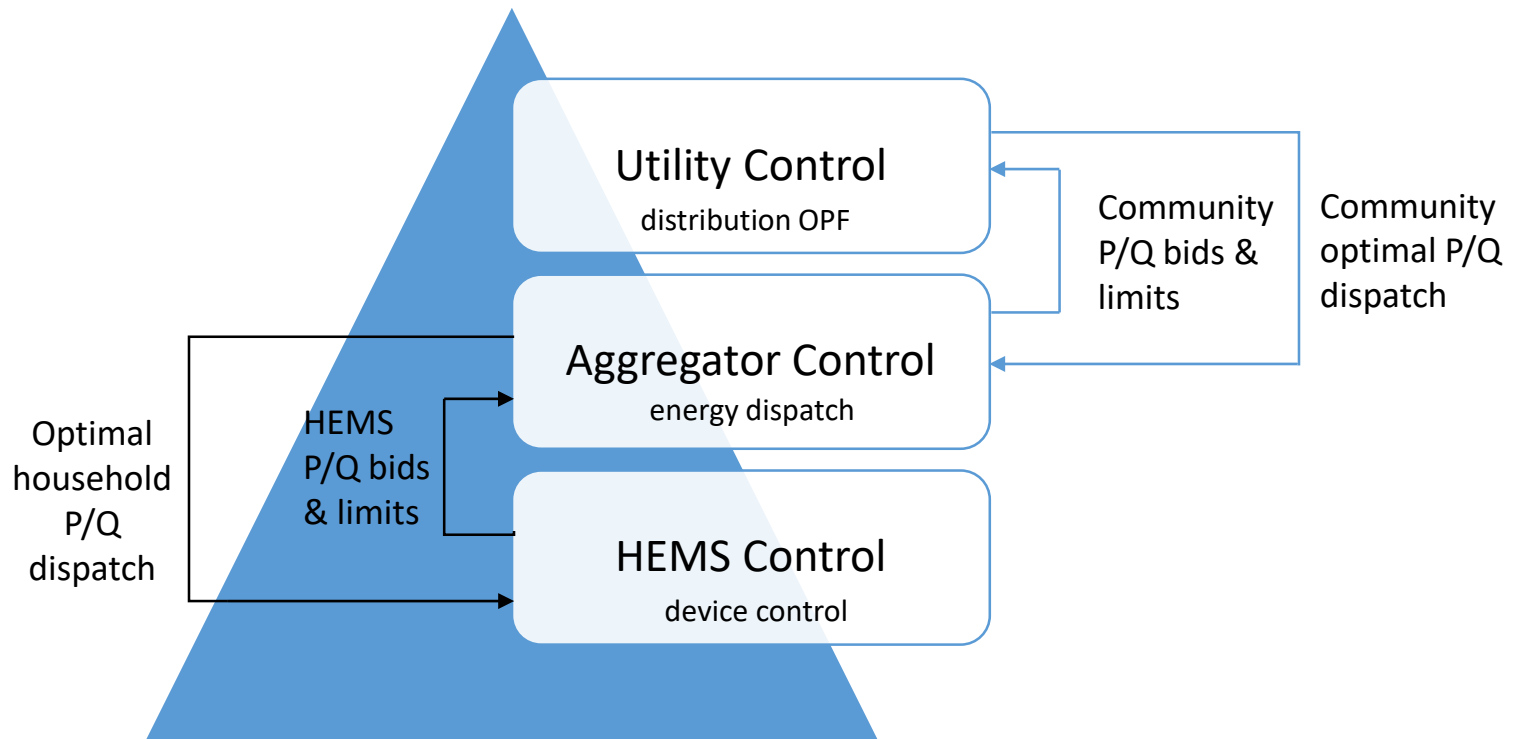 Utility Control
distribution OPF
Community
P/Q bids &
limits
Community
optimal P/Q
dispatch
Aggregator Control
energy dispatch
Optimal
household
P/Q
dispatch
HEMS
P/Q bids
& limits
HEMS Control
device control